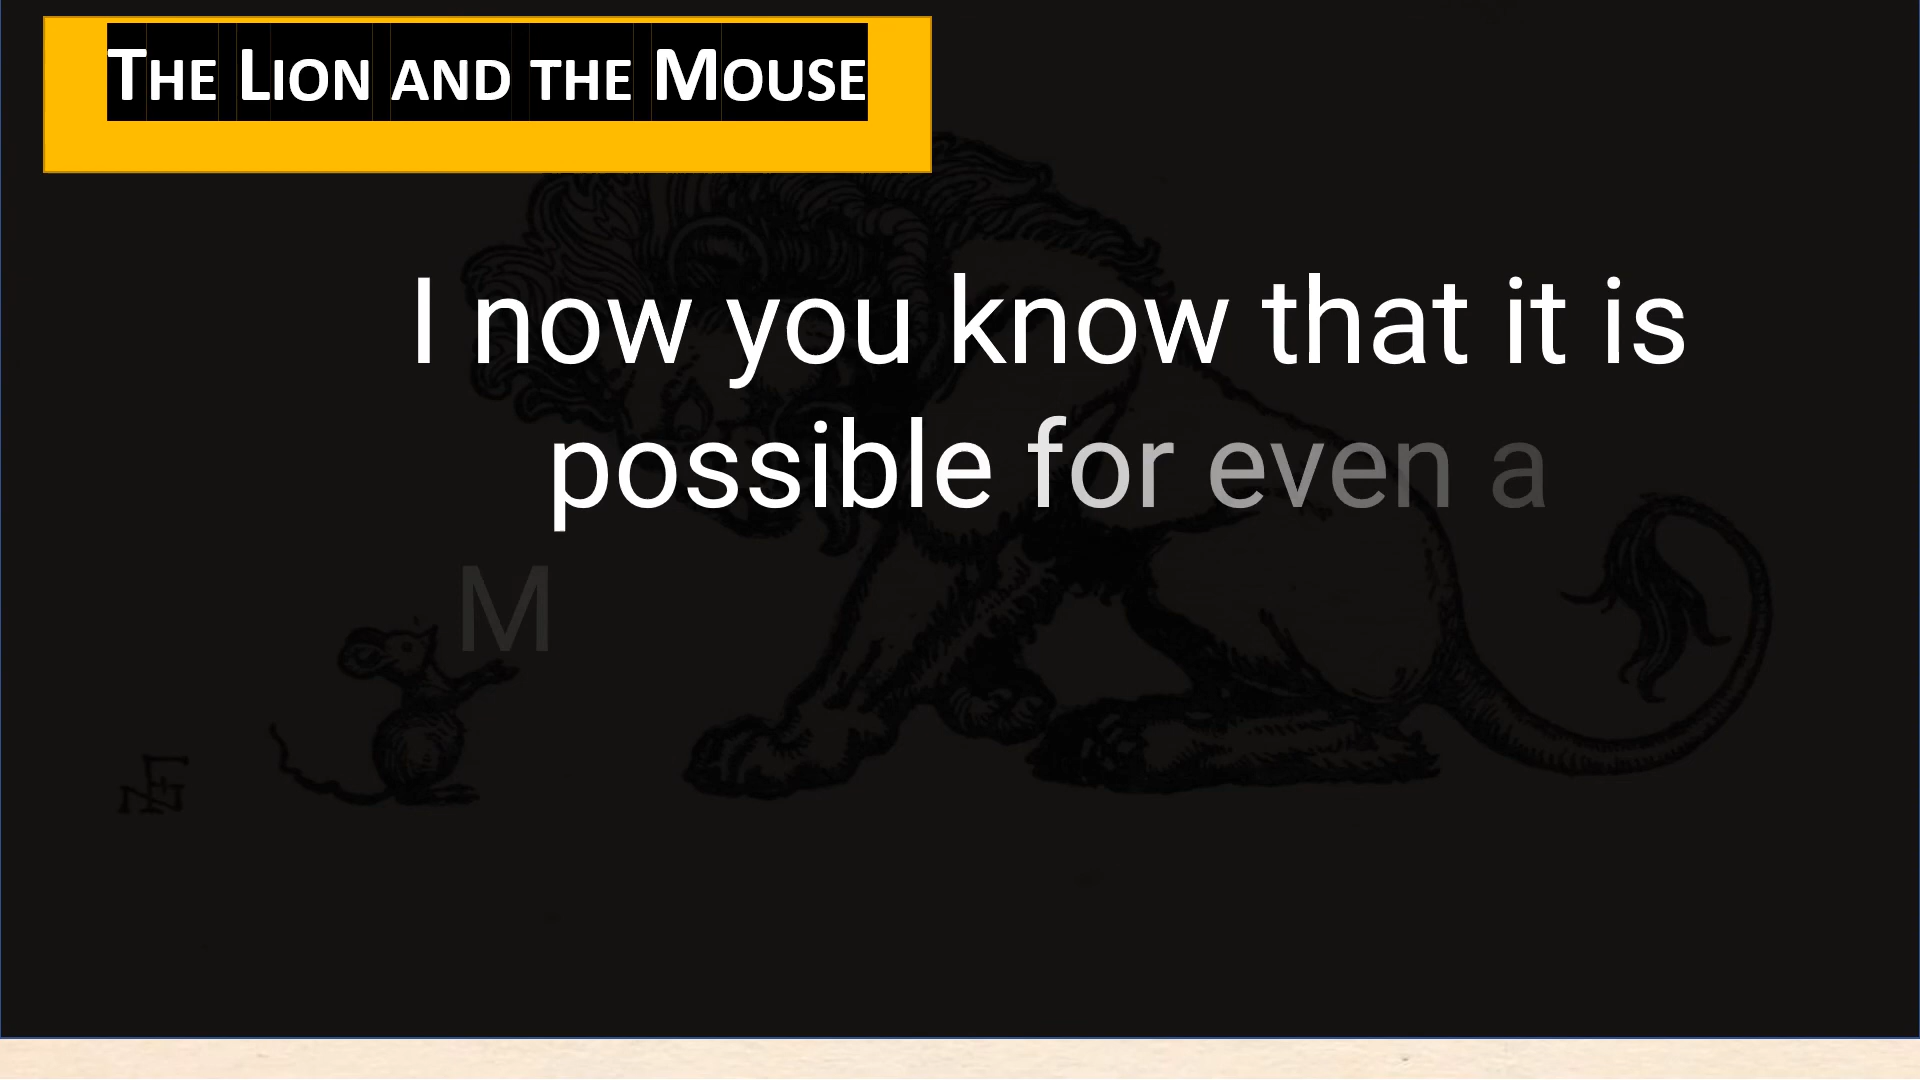 THE LION AND THE MOUSE
I now you know that it is
possible for even a
M